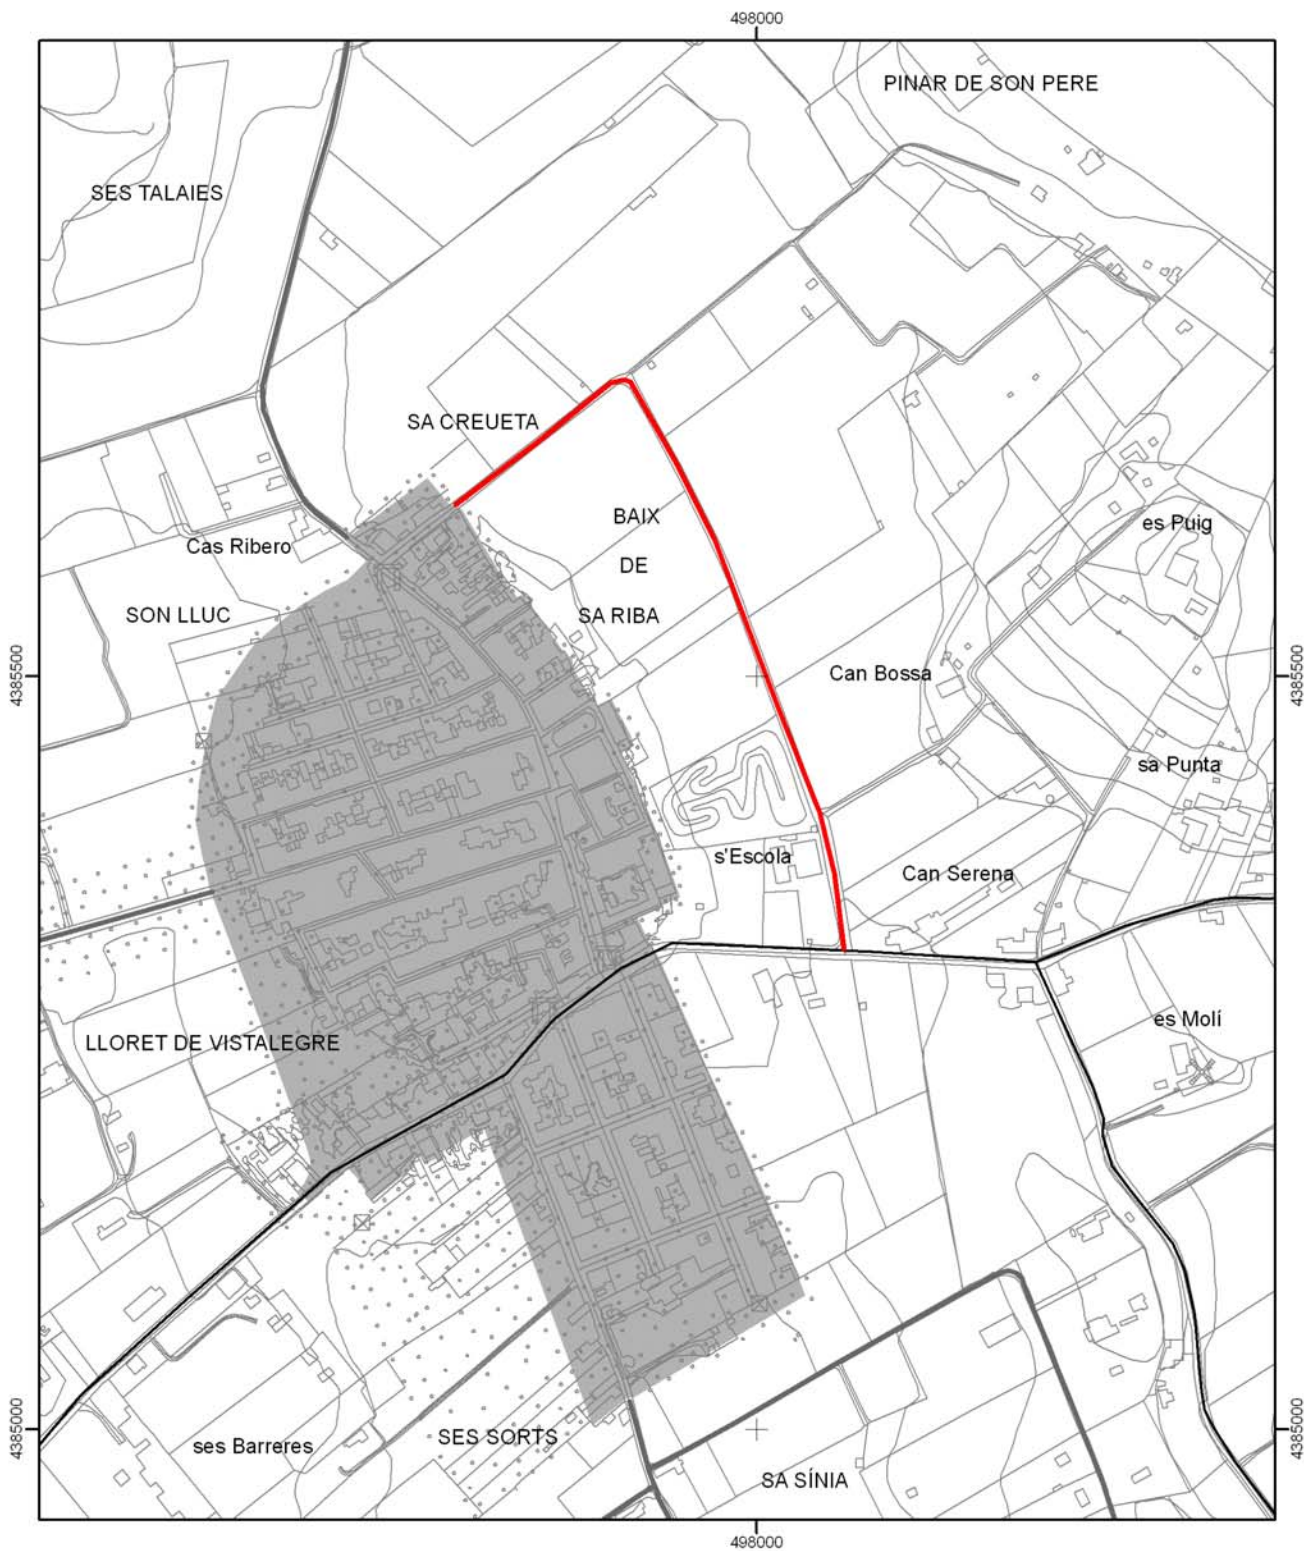 498000
PINAR DE SON PERE
SES TALAIES
SA CREUETA
BAIX
DE
SA RIBA
es Puig
Cas Ribero
SON LLUC
4385500
Can Bossa
4385500
sa Punta
s'Escola
Can Serena
es Molí
LLORET DE VISTALEGRE
4385000
ses Barreres
SES SORTS
SA SÍNIA
4385000
498000